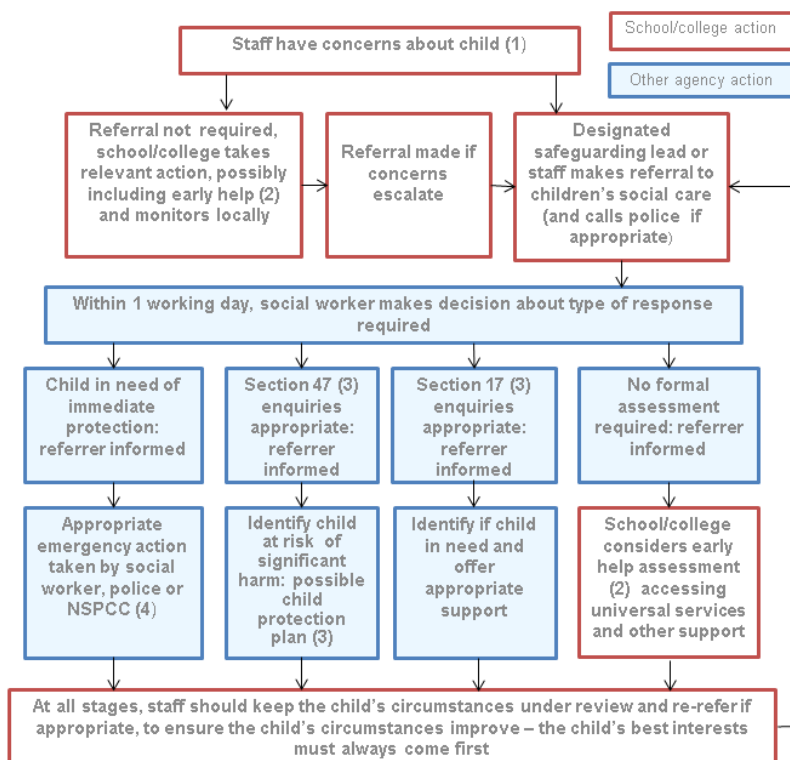 School/college action
Staff have concerns about child (1)
Other agency action
Referral not required,
school/college takes
relevant action, possibly
including early help (2)
and monitors locally
Referral made if
concerns
escalate
Designated
safeguarding lead or
staff makes referral to
children’s social care
(and calls police if
appropriate)
Within 1 working day, social worker makes decision about type of response
required
Child in need of
immediate
protection:
referrer informed
Section 47 (3)
enquiries
appropriate:
referrer
informed
Section 17 (3)
enquiries
appropriate:
referrer
informed
No formal
assessment
required: referrer
informed
Appropriate
emergency action
taken by social
worker, police or
NSPCC (4)
Identify child
at risk of
significant
harm: possible
child
protection
plan (3)
Identify if child
in need and
offer
appropriate
support
School/college
considers early
help assessment
(2) accessing
universal services
and other support
At all stages, staff should keep the child’s circumstances under review and re-refer if
appropriate, to ensure the child’s circumstances improve – the child’s best interests
must always come first